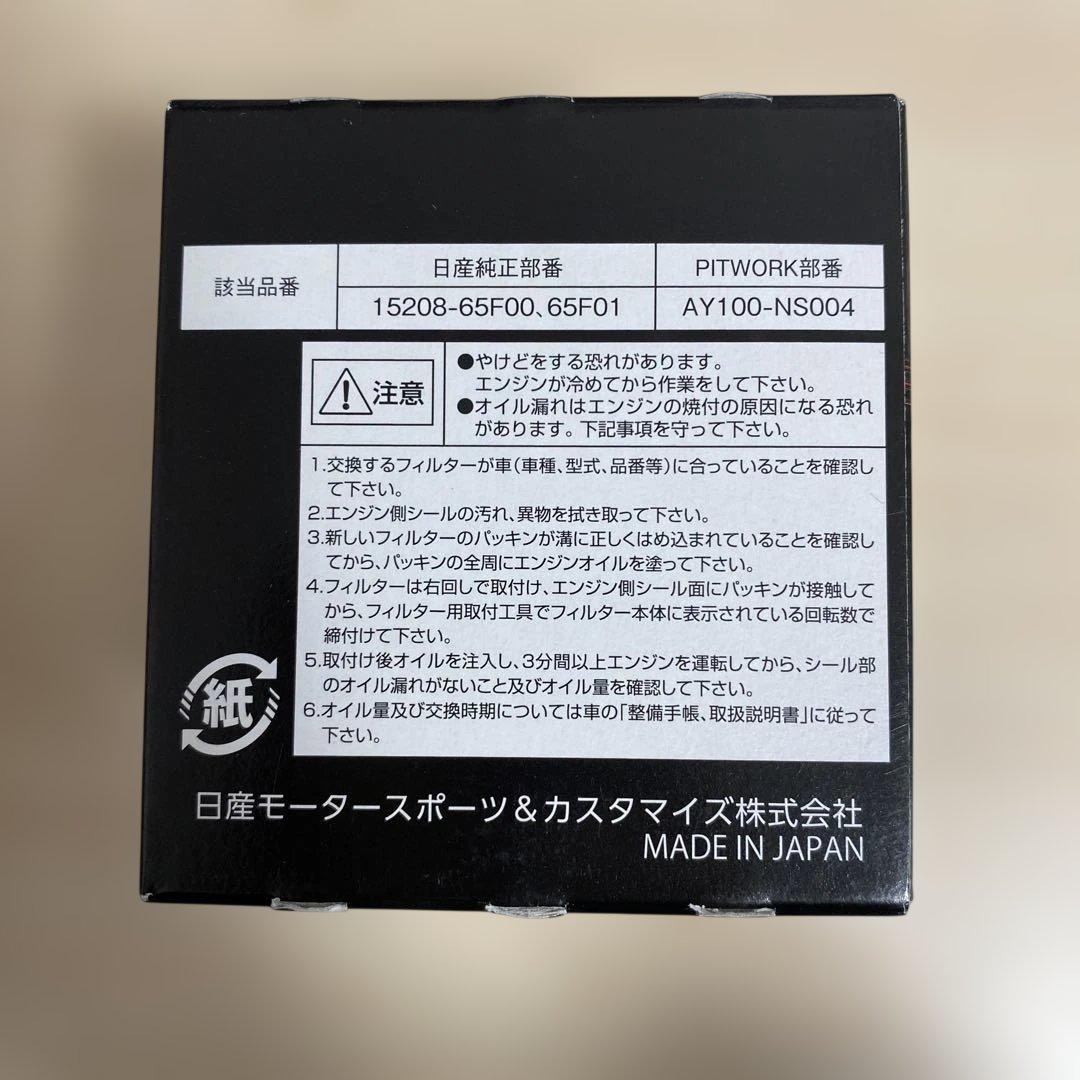 該当品番
日産純正部番
PITWORK部番
15208-65F00、65F01
AY100-NS004
注意
●やけどをする恐れがあります。
エンジンが冷めてから作業をして下さい。
●オイル漏れはエンジンの焼付の原因になる恐れ
があります。下記事項を守って下さい。
1.交換するフィルターが車(車種、型式、品番等)に合っていることを確認し
て下さい。
2.エンジン側シールの汚れ、異物を拭き取って下さい。
3.新しいフィルターのパッキンが溝に正しくはめ込まれていることを確認し
てから、パッキンの全周にエンジンオイルを塗って下さい。
4.フィルターは右回しで取付け、エンジン側シール面にパッキンが接触して
から、フィルター用取付工具でフィルター本体に表示されている回転数で
締付けて下さい。
5.取付け後オイルを注入し、3分間以上エンジンを運転してから、シール部
のオイル漏れがないこと及びオイル量を確認して下さい。
6.オイル量及び交換時期については車の「整備手帳、取扱説明書」に従って
下さい。
紙
日産モータースポーツ&カスタマイズ株式会社
MADE IN JAPAN